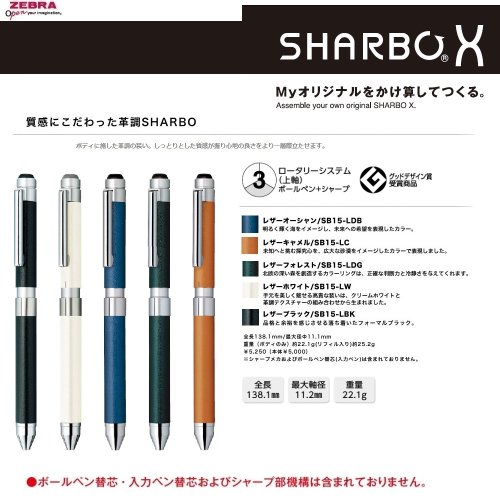 ZEBRA
Open your imagination.
SHARBO® X
Myオリジナルをかけ算してつくる。
Assemble your own original SHARBO X.
質感にこだわった革調SHARBO
ボディに施した革調の装い。しっとりとした質感が握り心地の良さをより一層際立たせます。
3
ロータリーシステム
(上軸)
ボールペン+シャープ
グッドデザイン賞
受賞商品
レザーオーシャン/SB15-LDB
明るく輝く海をイメージし、未来への希望を表現したカラー。
レザーキャメル/SB15-LC
未知へと挑む探究心を、広大な砂漠をイメージしたカラーで表現しました。
レザーフォレスト/SB15-LDG
北欧の深い森を創造するカラーリングは、正確な判断力と冷静さを与えてくれます。
レザーホワイト/SB15-LW
手元を美しく魅せる高貴な装いは、クリームホワイトと
革調テクスチャーの組み合わせから生まれました。
レザーブラック/SB15-LBK
品格と余裕を感じさせる落ち着いたフォーマルブラック。
全長138.1mm/最大径中11.1mm
重量(ボディのみ)約22.1g(リフィル入り)約25.2g
￥5,250(本体￥5,000)
※シャープメカおよびボールペン替芯(入力ペン)は含まれておりません。
全長
138.1mm
最大軸径
11.2mm
重量
22.1g
●ボールペン替芯・入力ペン替芯およびシャープ部機構は含まれておりません。